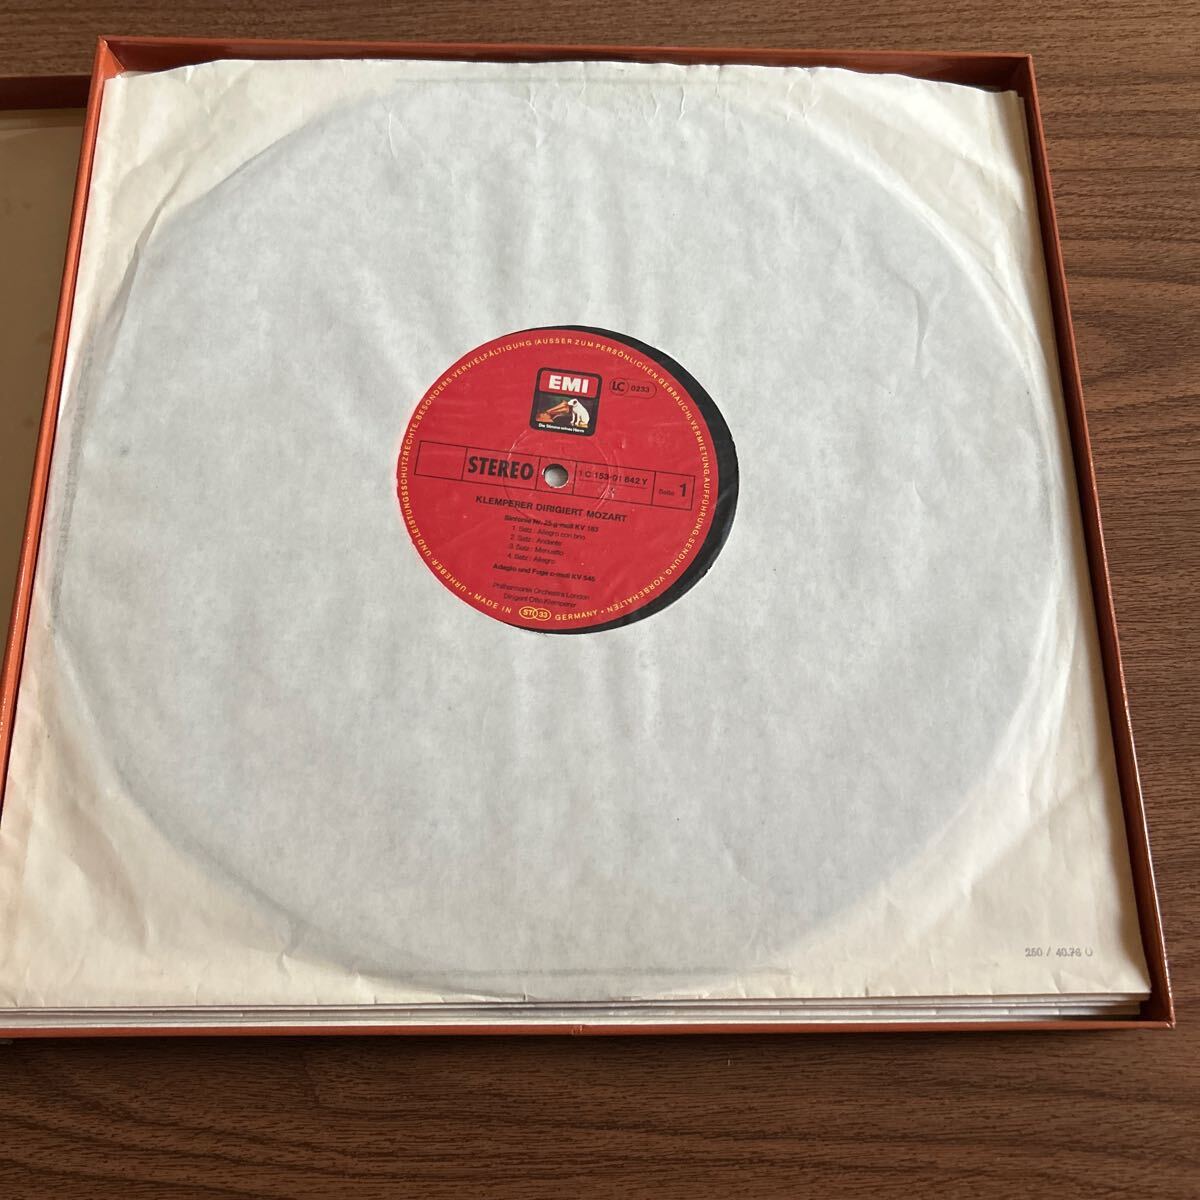 URHEBER- UND LEISTUNGSSCHUTZRECHTE, BESONDERS VERVIELFÄLTIGUNG (AUSSER ZUM PERSÖNLICHEN GEBRAUCH), VERMIETUNG, AUFFÜHRUNG, SENDUNG, VORBEHALTEN • MADE IN GERMANY •
EMI
Die Stimme seines Herrn
LC 0233
STEREO
1 C 153-01 842 Y
Seite 1
KLEMPERER DIRIGIERT MOZART
Sinfonie Nr. 25 g-moll KV 183
1. Satz: Allegro con brio
2. Satz: Andante
3. Satz: Menuetto
4. Satz: Allegro
Adagio und Fuge c-moll KV 546
Philharmonia Orchestra London
Dirigent Otto Klemperer
ST 33
250 / 40.76 O